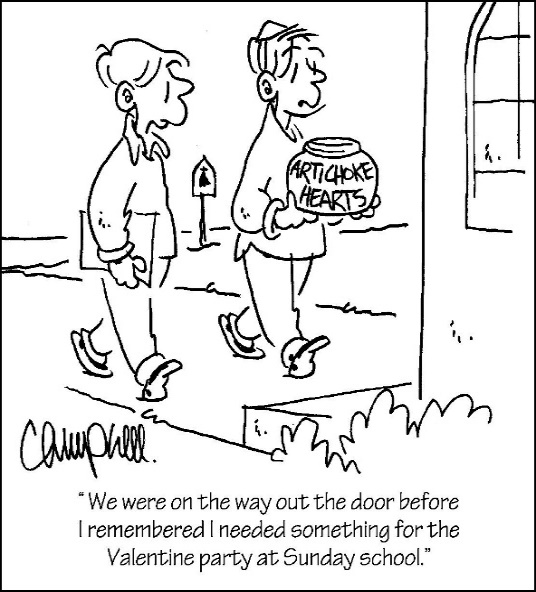 ARTICHOKE
HEARTS
Campbell.
"We were on the way out the door before
I remembered I needed something for the
Valentine party at Sunday school."